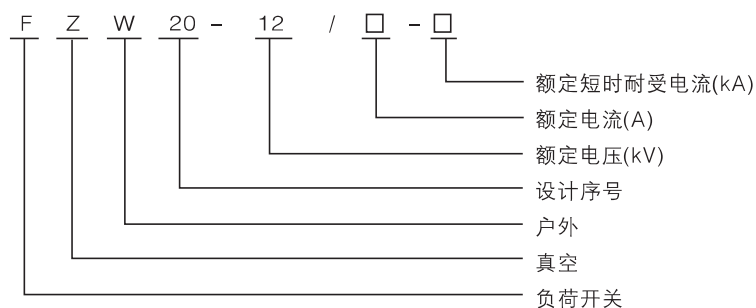 FZW20-12/□-□
额定短时耐受电流(kA)
额定电流(A)
额定电压(kV)
设计序号
户外
真空
负荷开关